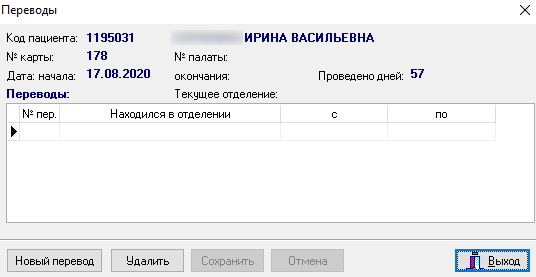 Переводы
Код пациента: 1195031 ИРИНА ВАСИЛЬЕВНА
№ карты: 178 № палаты:
Дата: начала: 17.08.2020 окончания: Проведено дней: 57
Переводы: Текущее отделение:
№ пер. Находился в отделении с по
Новый перевод Удалить Сохранить Отмена Выход